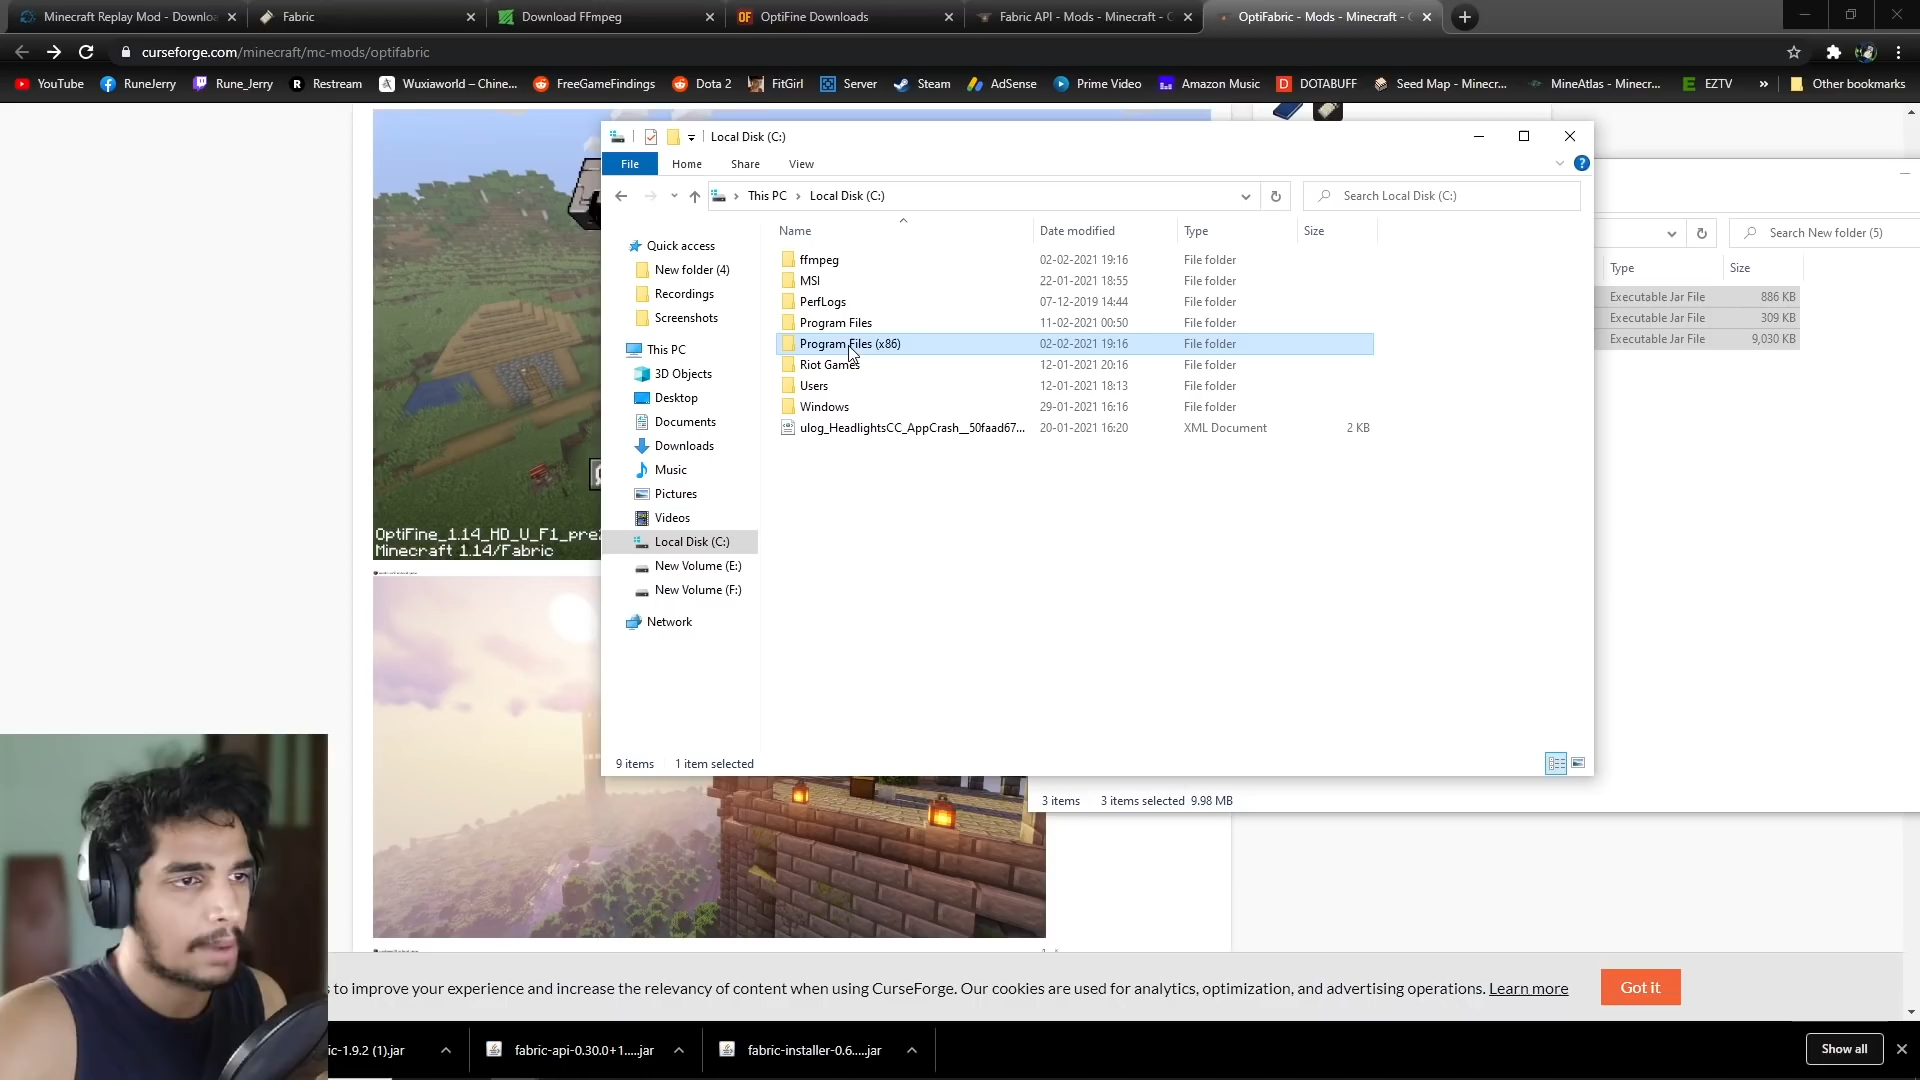 Minecraft Replay Mod - Downloa
Fabric
Download FFmpeg
OptiFine Downloads
Fabric API - Mods - Minecraft - C
OptiFabric - Mods - Minecraft - C
curseforge.com/minecraft/mc-mods/optifabric
YouTube
RuneJerry
Rune_Jerry
Restream
Wuxiaworld – Chine...
FreeGameFindings
Dota 2
FitGirl
Server
Steam
AdSense
Prime Video
Amazon Music
DOTABUFF
Seed Map - Minecr...
MineAtlas - Minecr...
EZTV
Other bookmarks
Local Disk (C:)
File
Home
Share
View
This PC
Local Disk (C:)
Search Local Disk (C:)
Search New folder (5)
Name
Date modified
Type
Size
Type
Size
Quick access
New folder (4)
Recordings
Screenshots
This PC
3D Objects
Desktop
Documents
Downloads
Music
Pictures
Videos
Local Disk (C:)
New Volume (E:)
New Volume (F:)
Network
ffmpeg 02-02-2021 19:16 File folder
MSI 22-01-2021 18:55 File folder
PerfLogs 07-12-2019 14:44 File folder
Program Files 11-02-2021 00:50 File folder
Program Files (x86) 02-02-2021 19:16 File folder
Riot Games 12-01-2021 20:16 File folder
Users 12-01-2021 18:13 File folder
Windows 29-01-2021 16:16 File folder
ulog_HeadlightsCC_AppCrash__50faad67... 20-01-2021 16:20 XML Document 2 KB
Executable Jar File 886 KB
Executable Jar File 309 KB
Executable Jar File 9,030 KB
OptiFine_1.14_HD_U_F1_pre
Minecraft 1.14/Fabric
9 items 1 item selected
3 items 3 items selected 9.98 MB
to improve your experience and increase the relevancy of content when using CurseForge. Our cookies are used for analytics, optimization, and advertising operations. Learn more
Got it
ic-1.9.2 (1).jar
fabric-api-0.30.0+1.....jar
fabric-installer-0.6.....jar
Show all